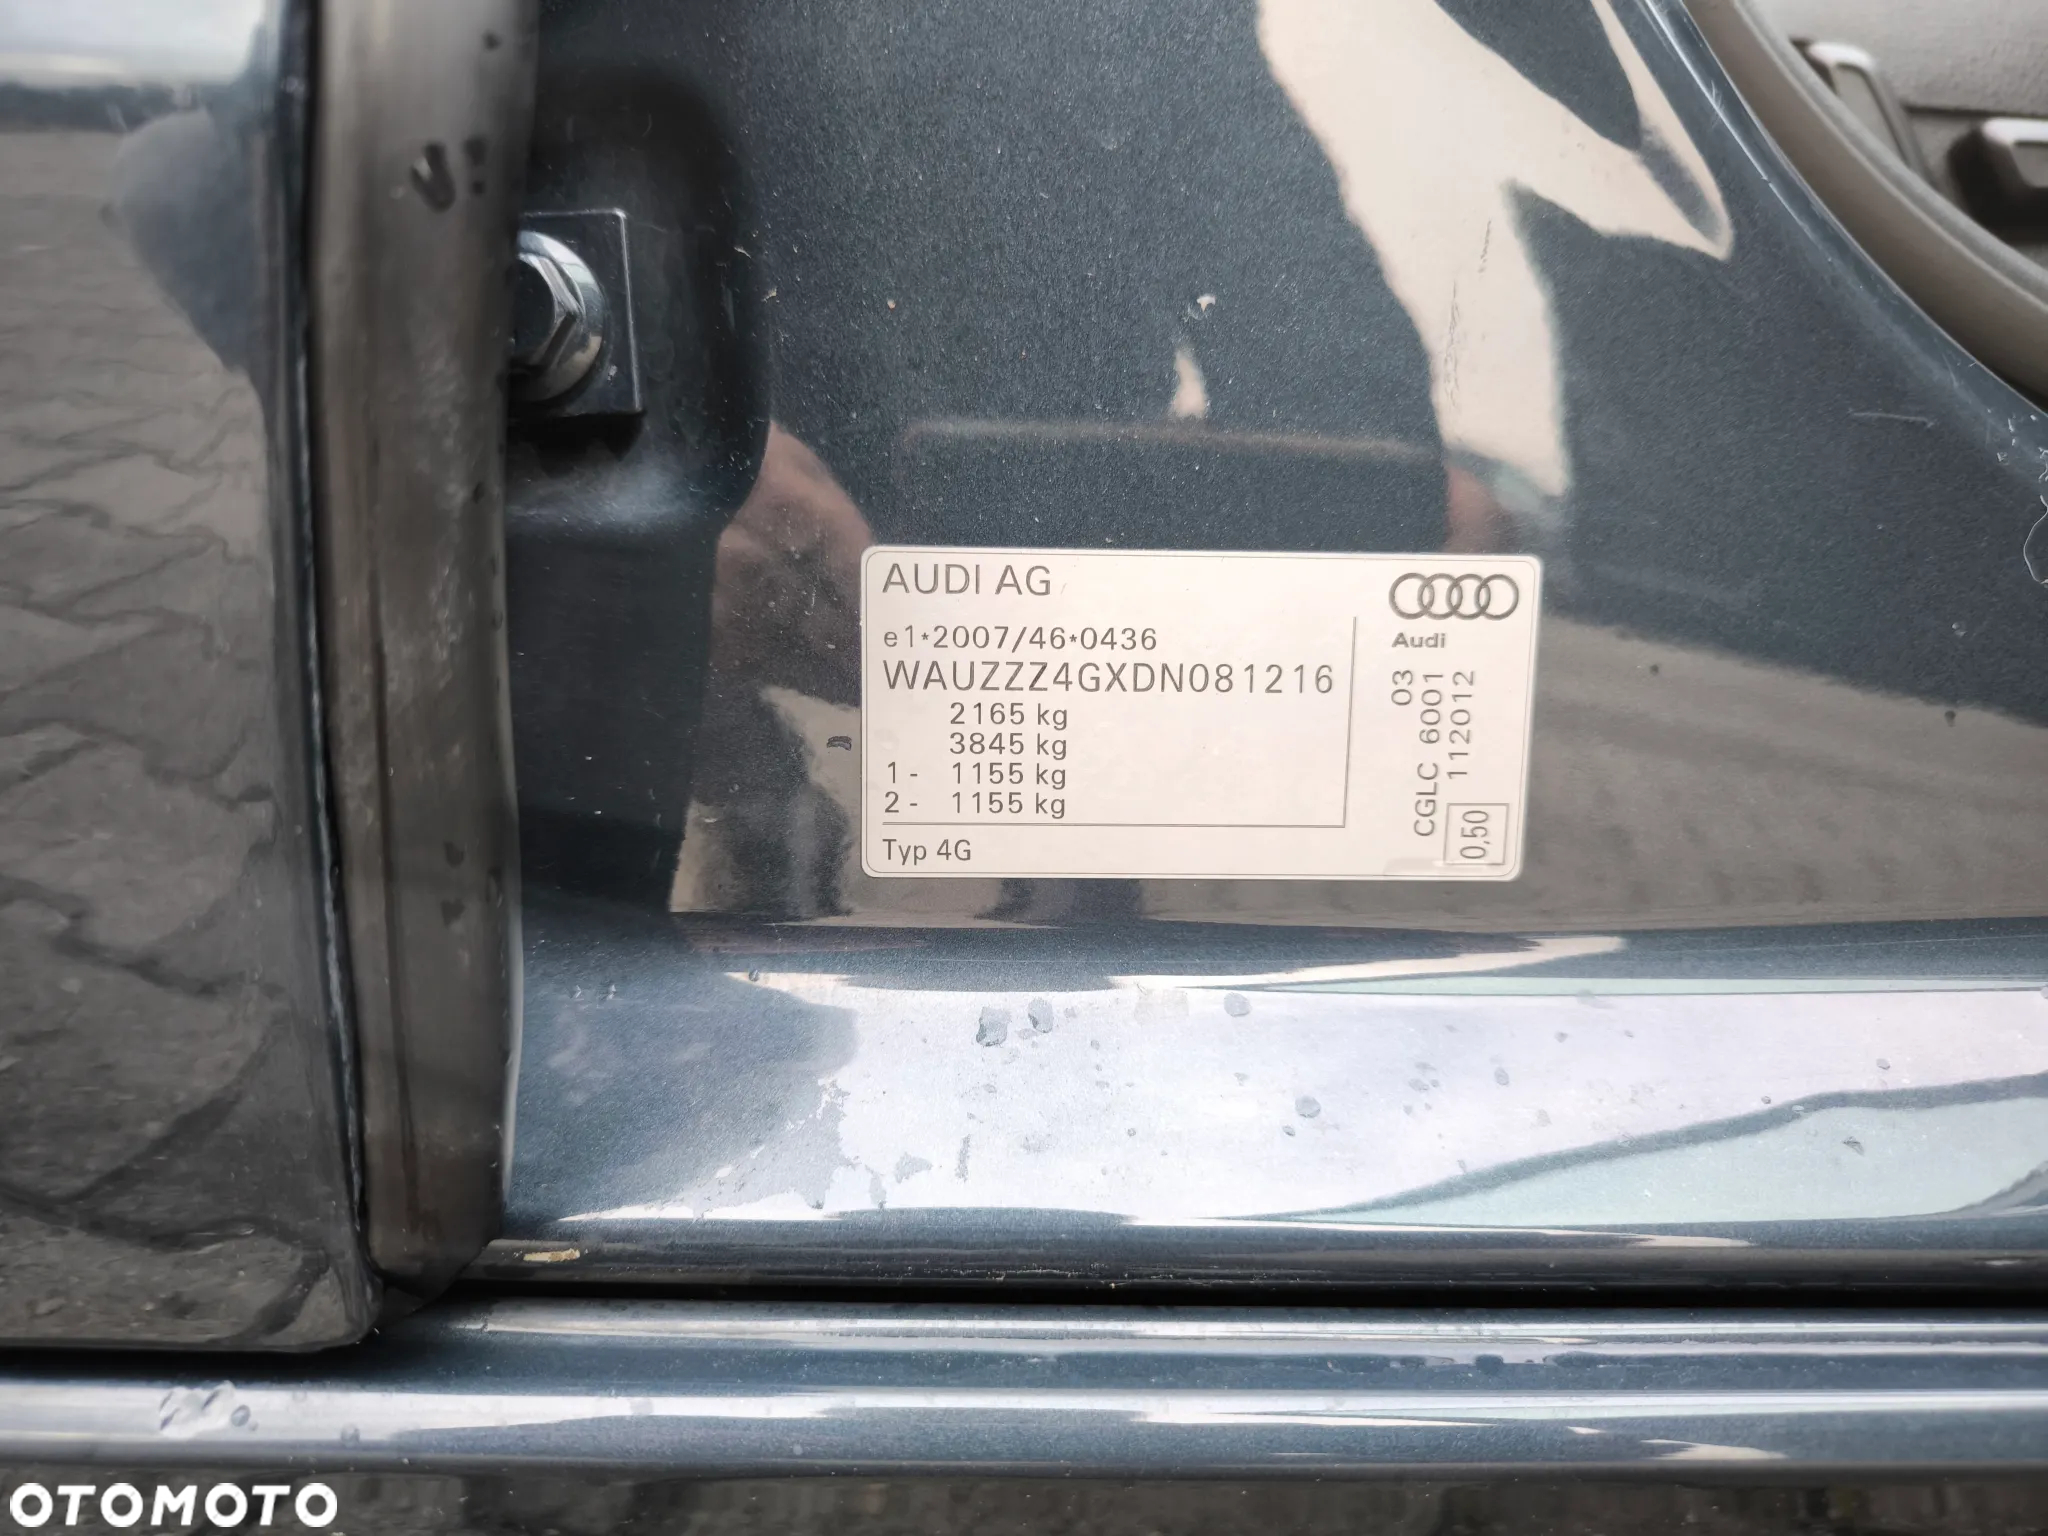 AUDI AG
Audi
e1*2007/46*0436
WAUZZZ4GXDN081216
2165 kg
3845 kg
1- 1155 kg
2- 1155 kg
Typ 4G
03
CGLC 6001
112012
0,50
OTOMOTO